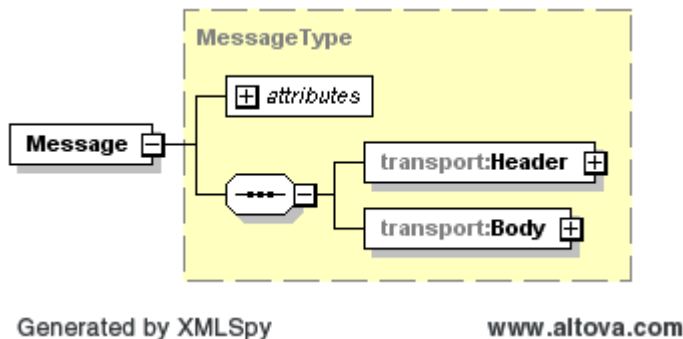 MessageType
attributes
Message
transport:Header
transport:Body
Generated by XMLSpy
www.altova.com